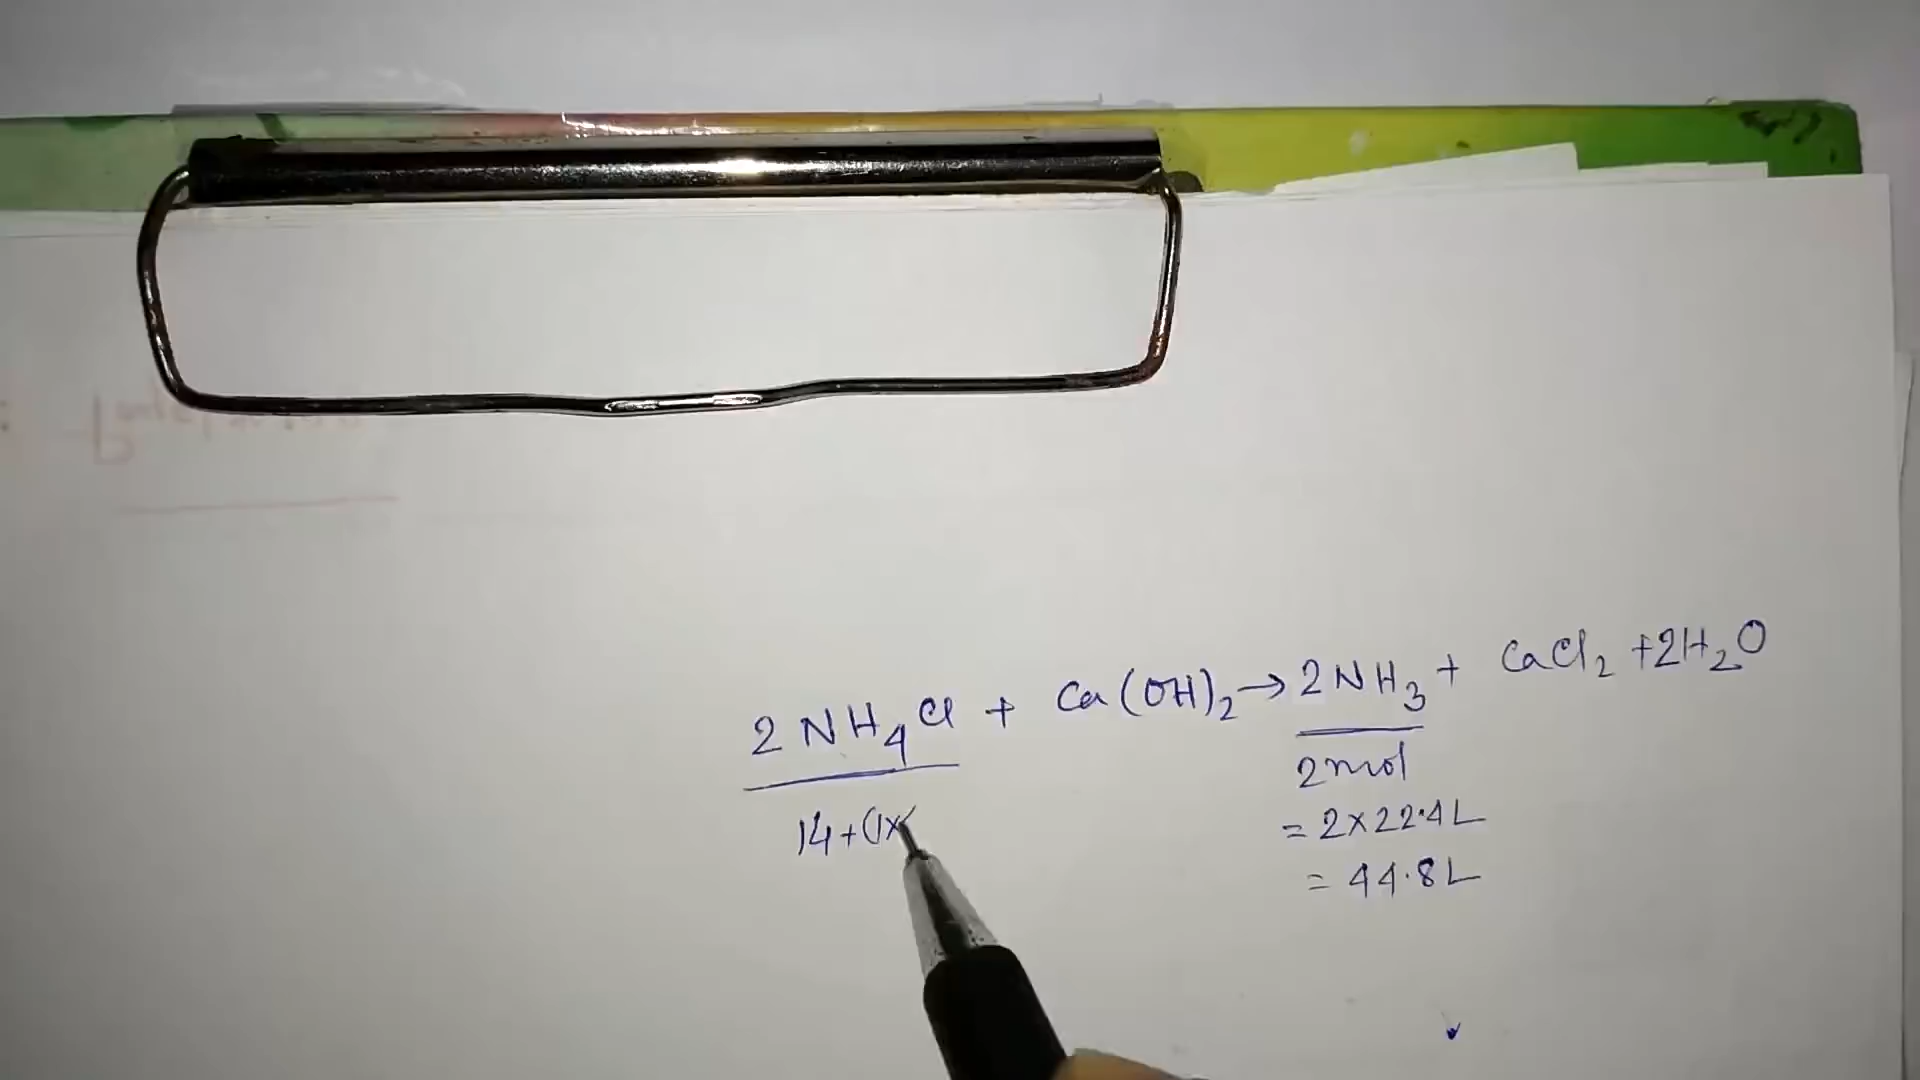 2NH₄Cl + Ca(OH)₂ → 2NH₃ + CaCl₂ + 2H₂O
14+(1×
2mol
= 2×22.4L
= 44.8L